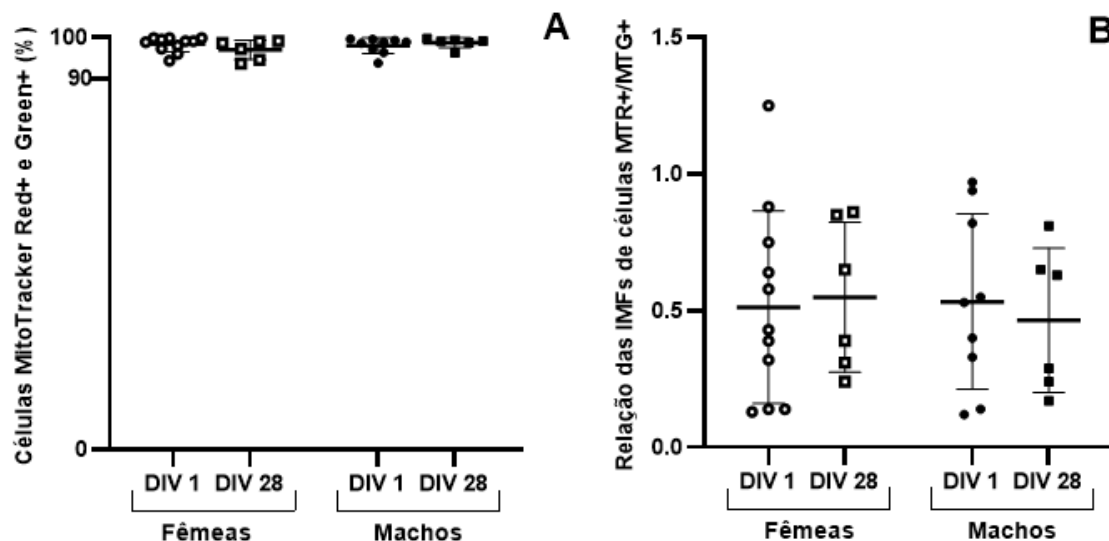 A
Células MitoTracker Red+ e Green+ (%)
100
90
0
DIV 1 DIV 28 DIV 1 DIV 28
Fêmeas Machos
B
Relação das IMFs de células MTR+/MTG+
1.5
1.0
0.5
0.0
DIV 1 DIV 28 DIV 1 DIV 28
Fêmeas Machos